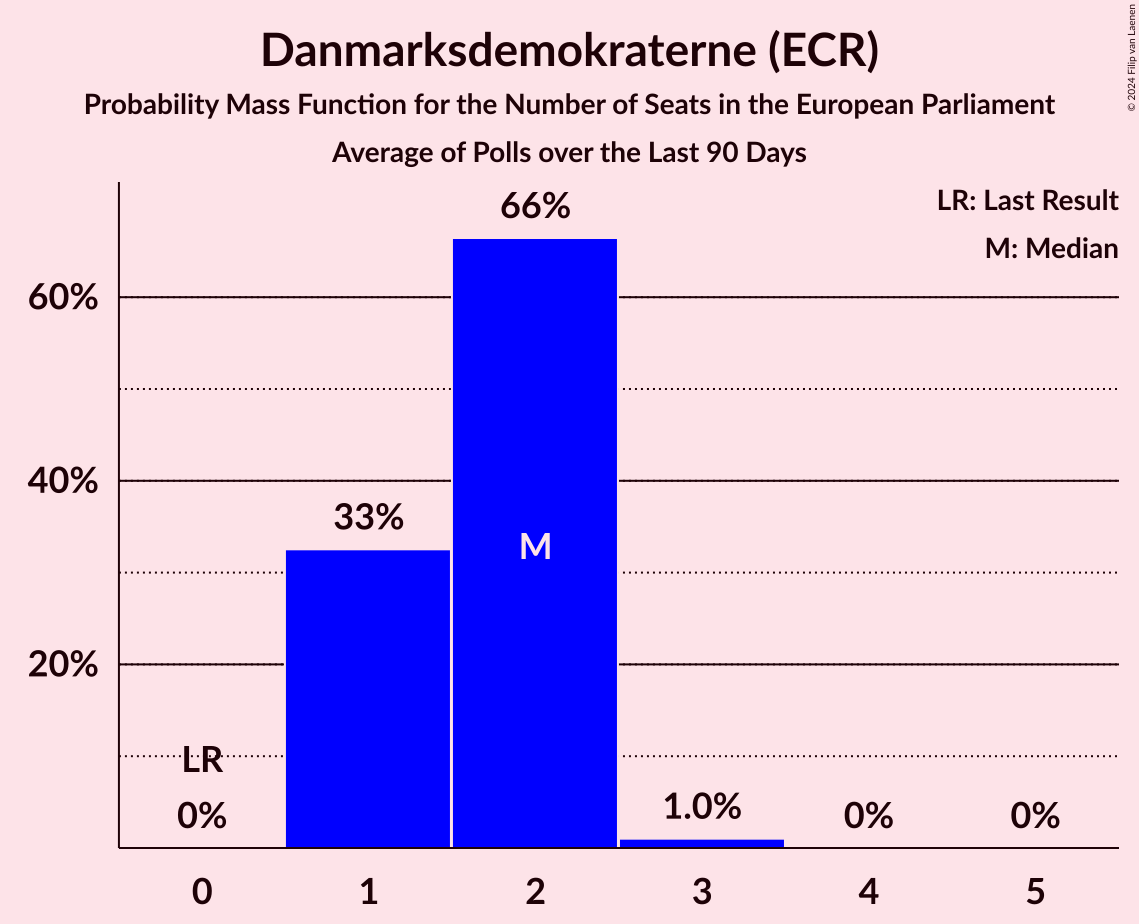 Danmarksdemokraterne (ECR)
Probability Mass Function for the Number of Seats in the European Parliament
Average of Polls over the Last 90 Days
© 2024 Filip van Laenen
LR: Last Result
M: Median
66%
60%
40%
33%
M
20%
LR
0%
1.0%
0%
0%
0 1 2 3 4 5